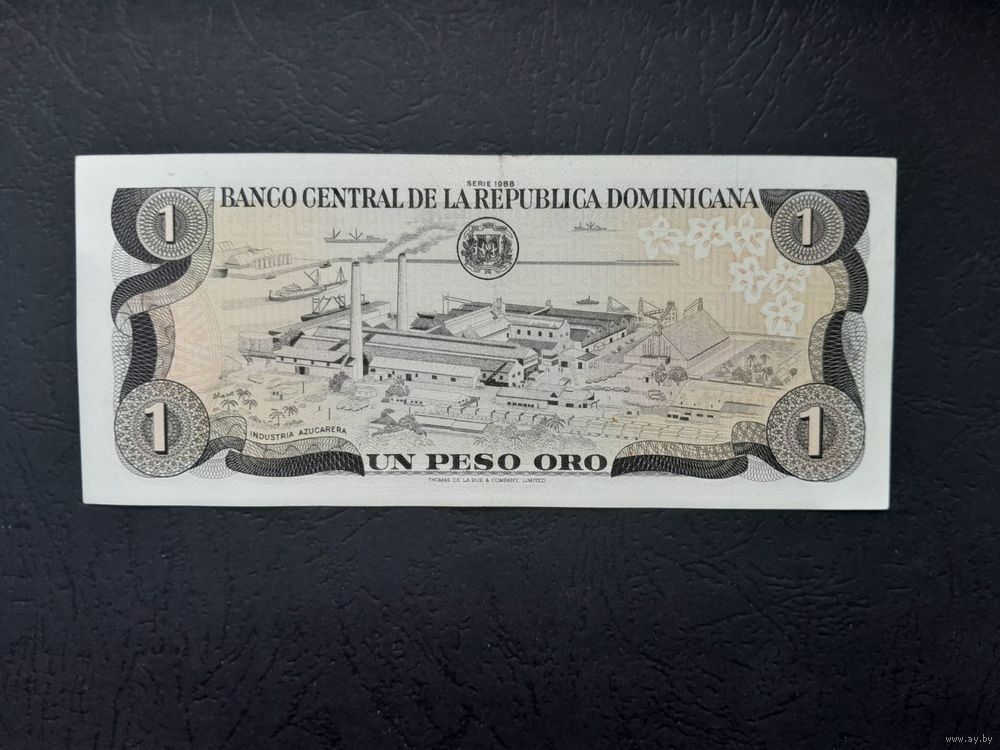 SERIE 1988
BANCO CENTRAL DE LA REPUBLICA DOMINICANA
1 1
INDUSTRIA AZUCARERA
1 1
UN PESO ORO
THOMAS DE LA RUE & COMPANY, LIMITED
www.ay.by